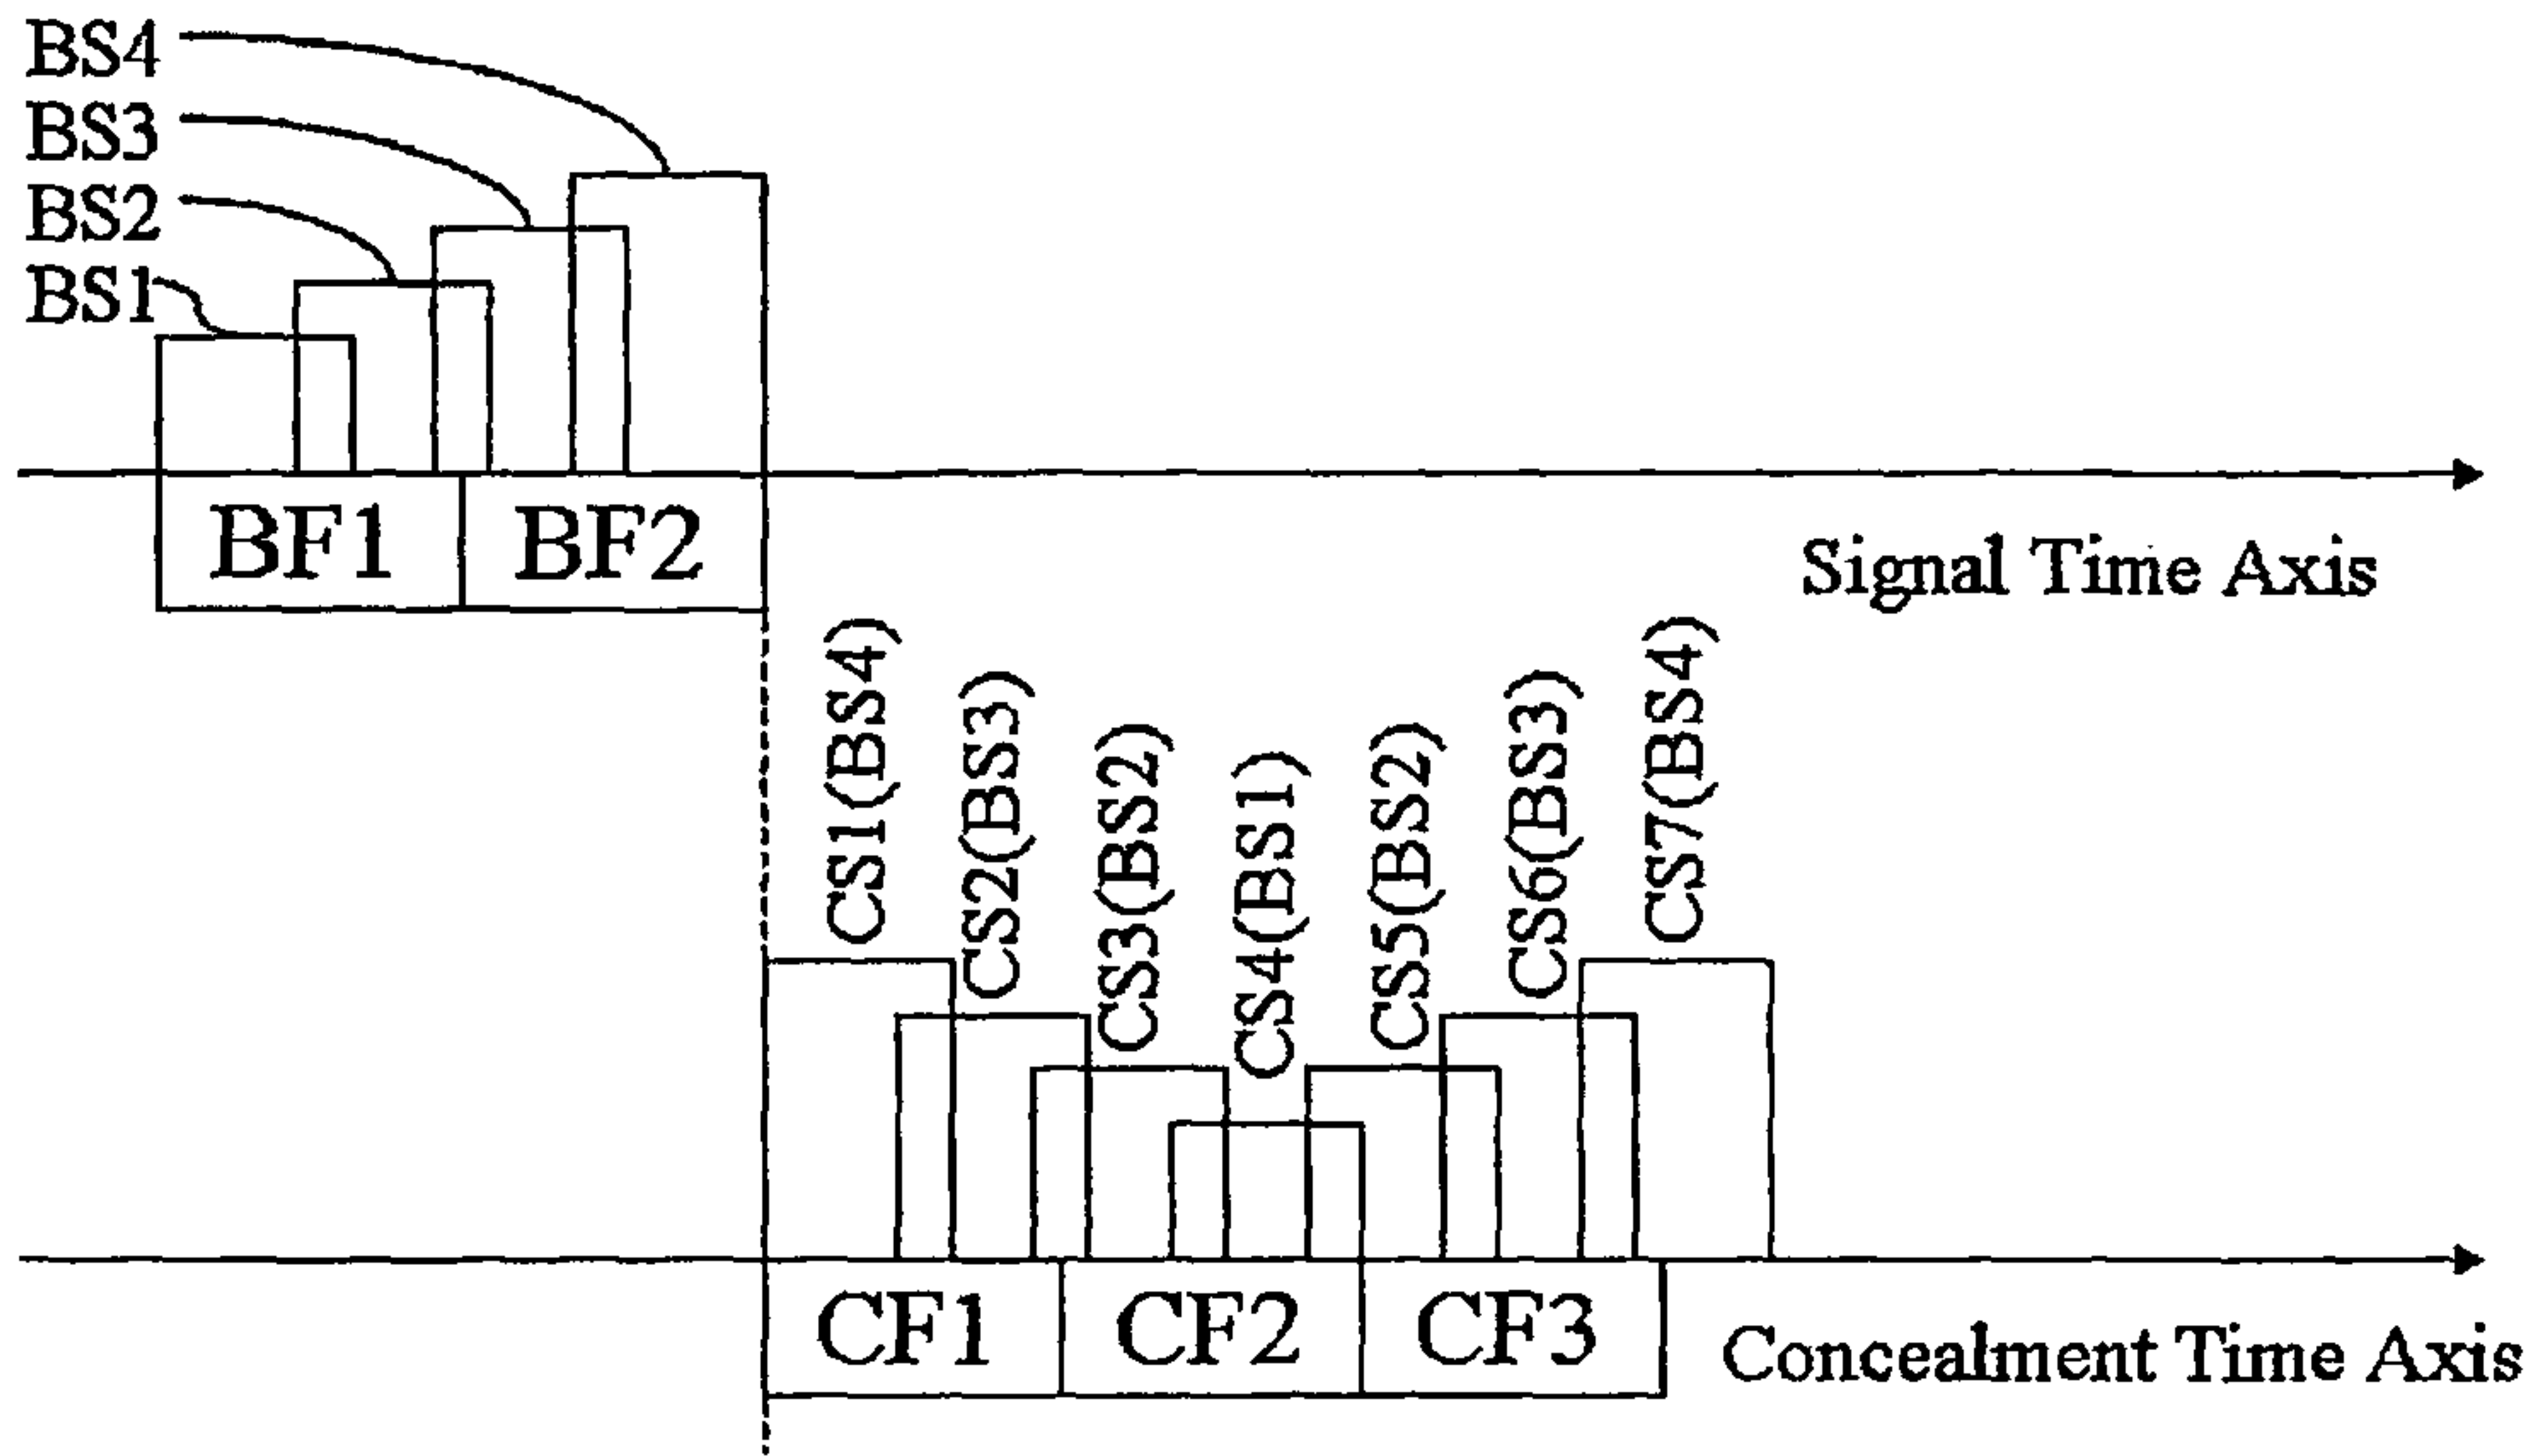 BS4
BS3
BS2
BS1
BF1
BF2
Signal Time Axis
CS1(BS4)
CS2(BS3)
CS3(BS2)
CS4(BS1)
CS5(BS2)
CS6(BS3)
CS7(BS4)
CF1
CF2
CF3
Concealment Time Axis